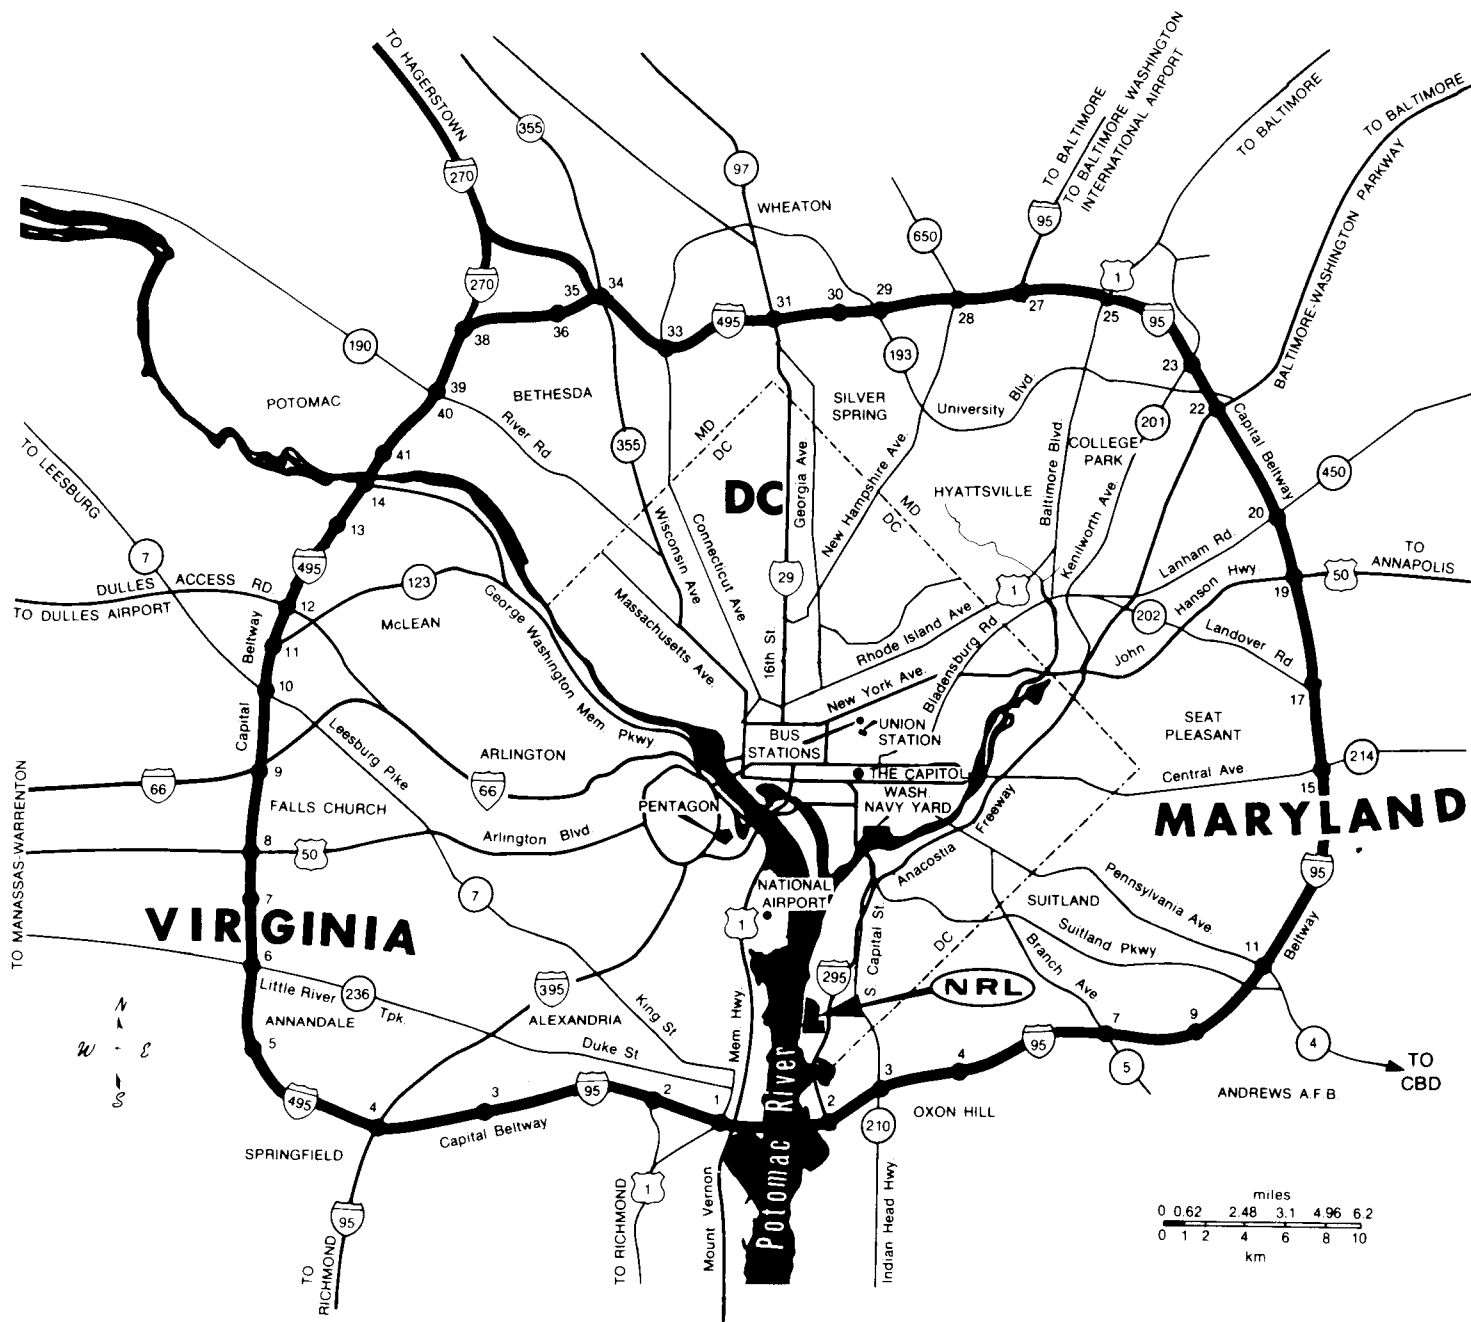 TO HAGERSTOWN
TO BALTIMORE
TO BALTIMORE WASHINGTON
INTERNATIONAL AIRPORT
TO BALTIMORE
TO BALTIMORE
BALTIMORE-WASHINGTON PARKWAY
355
97
270
WHEATON
650
95
1
270
34
35
36
38
33
495
31
30
29
28
27
25
95
23
22
190
193
39
40
POTOMAC
BETHESDA
SILVER
SPRING
University Blvd.
201
Capital Beltway
River Rd
355
MD
DC
COLLEGE
PARK
450
TO LEESBURG
41
14
13
DC
Georgia Ave
New Hampshire Ave.
HYATTSVILLE
MD
DC
Baltimore Blvd.
Kenilworth Ave.
20
Lanham Rd.
7
495
123
Wisconsin Ave
Connecticut Ave.
29
1
TO
ANNAPOLIS
50
19
Hanson Hwy
John
DULLES ACCESS RD
TO DULLES AIRPORT
12
McLEAN
George Washington Mem. Pkwy
Massachusetts Ave.
16th St.
Rhode Island Ave
Bladensburg Rd
202
Landover Rd
Beltway
11
10
Capital
New York Ave.
17
Leesburg Pike
ARLINGTON
BUS
STATIONS
UNION
STATION
SEAT
PLEASANT
214
66
9
66
THE CAPITOL
Central Ave.
15
FALLS CHURCH
PENTAGON
WASH.
NAVY YARD
Freeway
Anacostia
MARYLAND
8
50
Arlington Blvd.
95
TO MANASSAS-WARRENTON
7
7
NATIONAL
AIRPORT
SUITLAND
Pennsylvania Ave
VIRGINIA
1
S Capital St.
Suitland Pkwy
DC
Branch Ave
11
Beltway
6
Little River
236
Tpk.
395
295
NRL
N
W - E
S
ANNANDALE
ALEXANDRIA
King St.
Mem Hwy.
7
9
5
Duke St
4
95
4
TO
CBD
5
ANDREWS A.F.B.
495
4
3
95
2
1
Potomac River
2
3
OXON HILL
Capital Beltway
210
SPRINGFIELD
95
1
TO
RICHMOND
TO RICHMOND
Mount Vernon
Indian Head Hwy.
miles
0 0.62 2.48 3.1 4.96 6.2
0 1 2 4 6 8 10
km